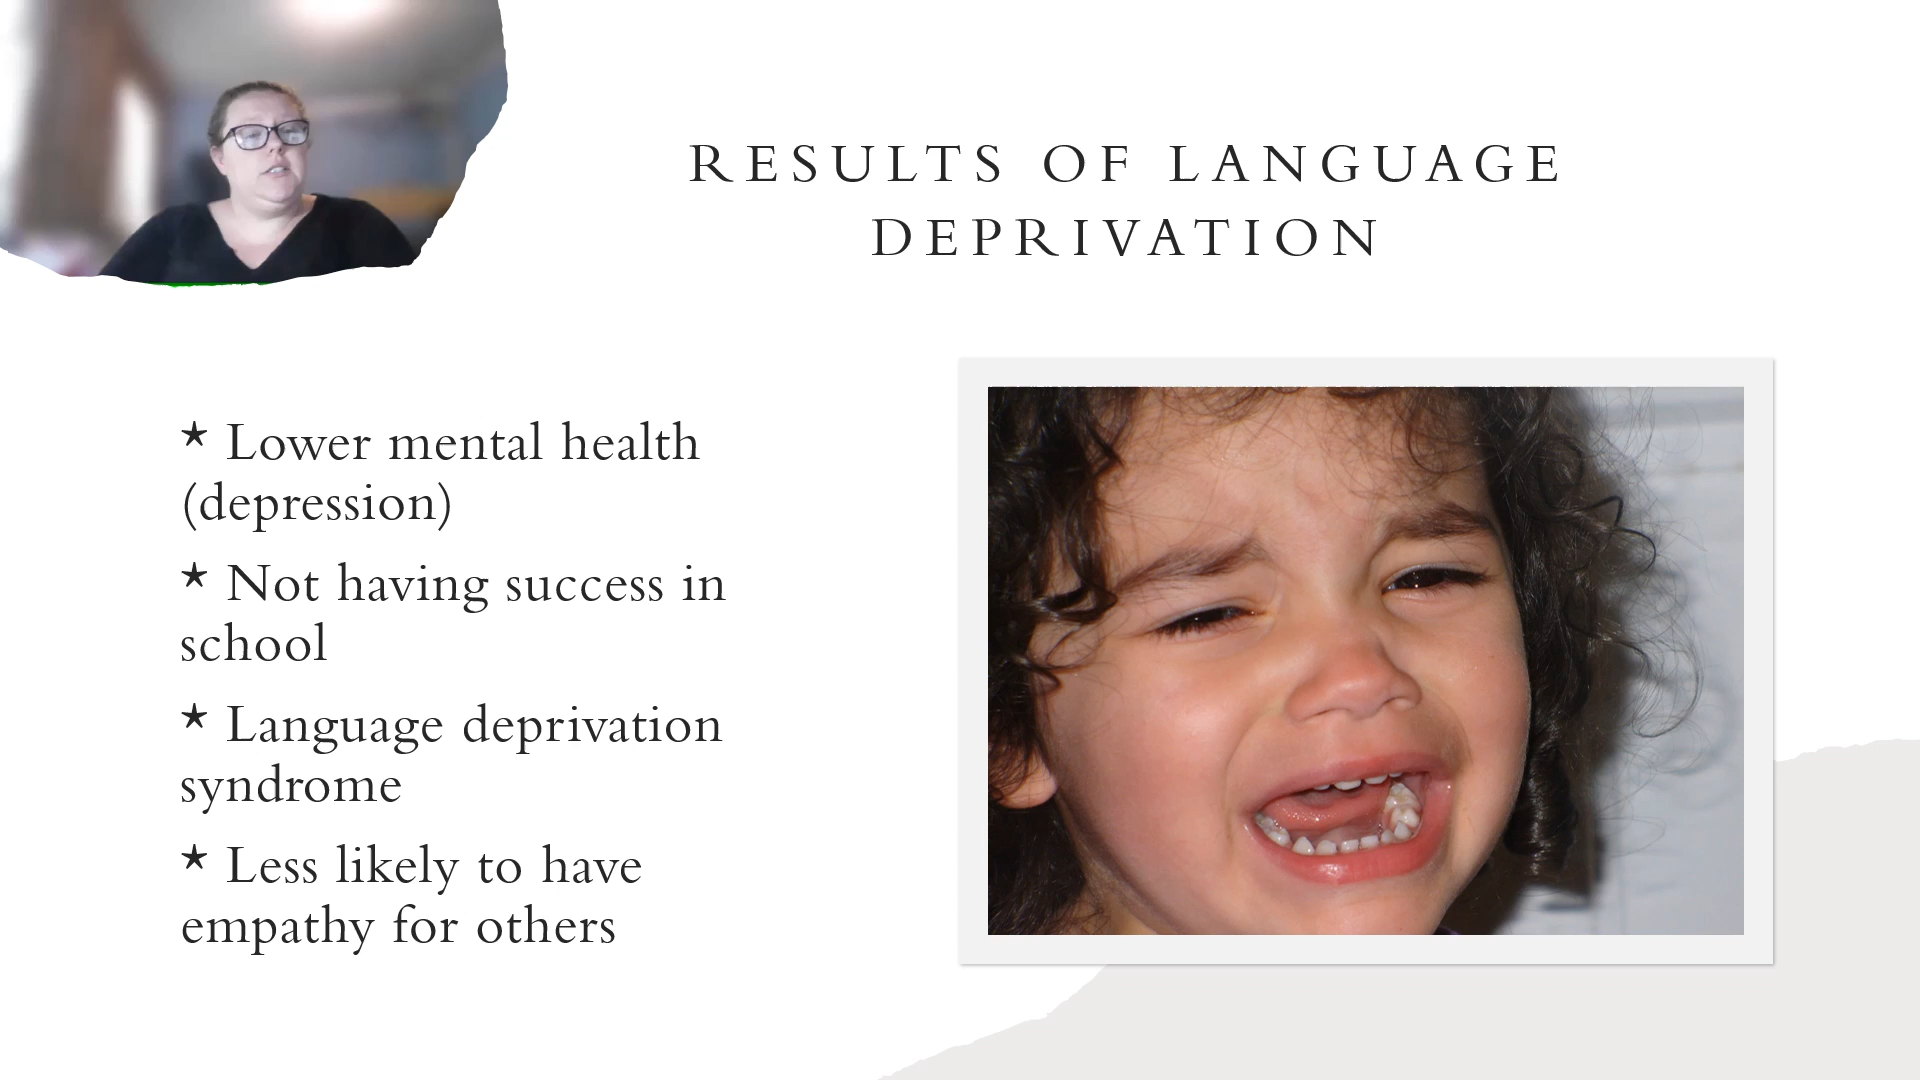 RESULTS OF LANGUAGE
DEPRIVATION
* Lower mental health
(depression)
* Not having success in
school
* Language deprivation
syndrome
* Less likely to have
empathy for others